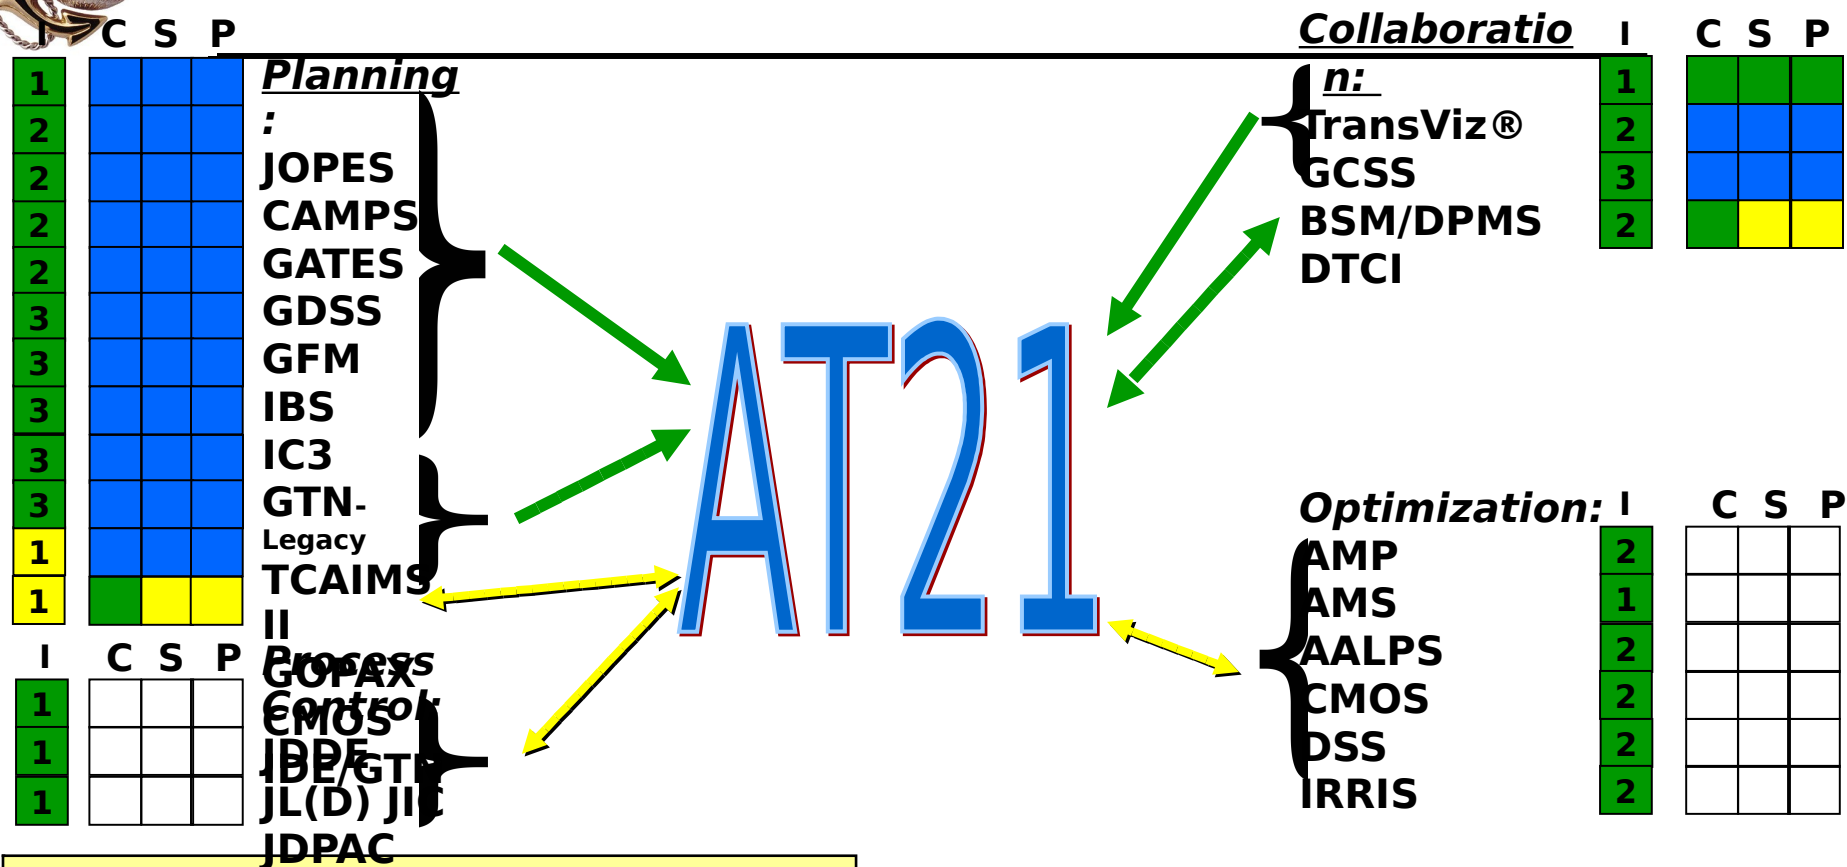 I C S P
Planning
:
JOPES
CAMPS
GATES
GDSS
GFM
IBS
IC3
GTN-
Legacy
TCAIMS
II
GOPAX
CMOS
IDE/GTN
1
2
2
2
2
3
3
3
3
3
1
1
I C S P
Process
Control:
JDDE
JL(D) JIC
JDPAC
1
1
1
AT21
Collaboratio
n:
TransViz®
GCSS
BSM/DPMS
DTCI
I C S P
1
2
3
2
Optimization:
AMP
AMS
AALPS
CMOS
DSS
IRRIS
I C S P
2
1
2
2
2
2